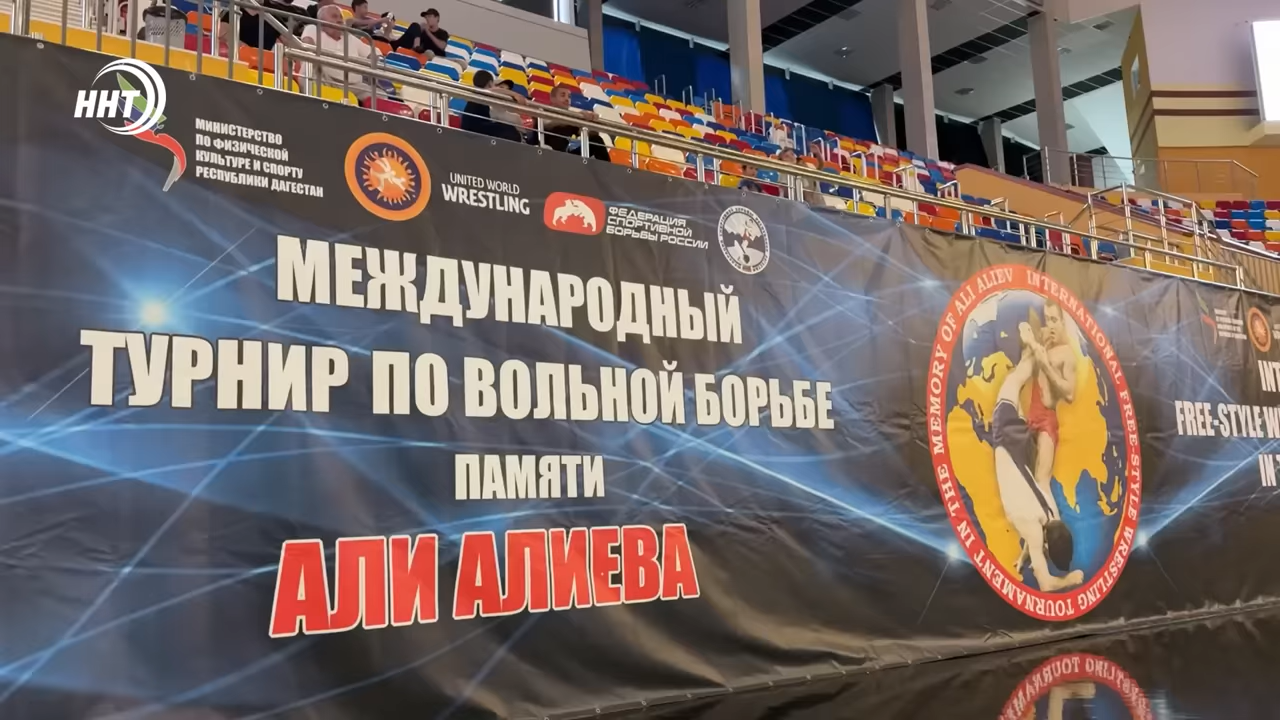 ННТ
МИНИСТЕРСТВО
ПО ФИЗИЧЕСКОЙ
КУЛЬТУРЕ И СПОРТУ
РЕСПУБЛИКИ ДАГЕСТАН
UNITED WORLD
WRESTLING
ФЕДЕРАЦИЯ
СПОРТИВНОЙ
БОРЬБЫ РОССИИ
МЕЖДУНАРОДНЫЙ
ТУРНИР ПО ВОЛЬНОЙ БОРЬБЕ
ПАМЯТИ
АЛИ АЛИЕВА
INTERNATIONAL FREE-STYLE WRESTLING TOURNAMENT IN THE MEMORY OF ALI ALIEV
INT
FREE-STYLE W
IN T